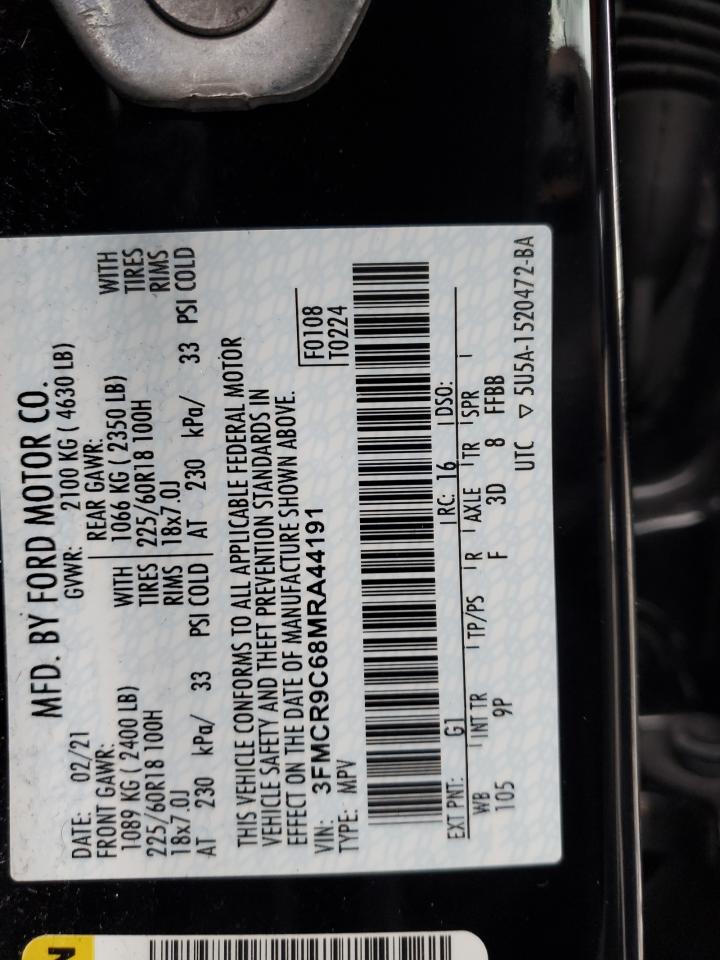 MFD. BY FORD MOTOR CO.
DATE: 02/21 GVWR: 2100 KG ( 4630 LB)
FRONT GAWR: REAR GAWR:
1089 KG ( 2400 LB) WITH 1066 KG ( 2350 LB) WITH
225/60R18 100H TIRES 225/60R18 100H TIRES
18x7.0J RIMS 18x7.0J RIMS
AT 230 kPa/ 33 PSI COLD AT 230 kPa/ 33 PSI COLD
THIS VEHICLE CONFORMS TO ALL APPLICABLE FEDERAL MOTOR
VEHICLE SAFETY AND THEFT PREVENTION STANDARDS IN
EFFECT ON THE DATE OF MANUFACTURE SHOWN ABOVE.
VIN: 3FMCR9C68MRA44191 F0108
TYPE: MPV T0224
EXT PNT: G1 RC: 16 DSO:
WB INT TR TP/PS R AXLE TR SPR
105 9P F 3D 8 FFBB
UTC ▽ 5U5A-1520472-BA
N